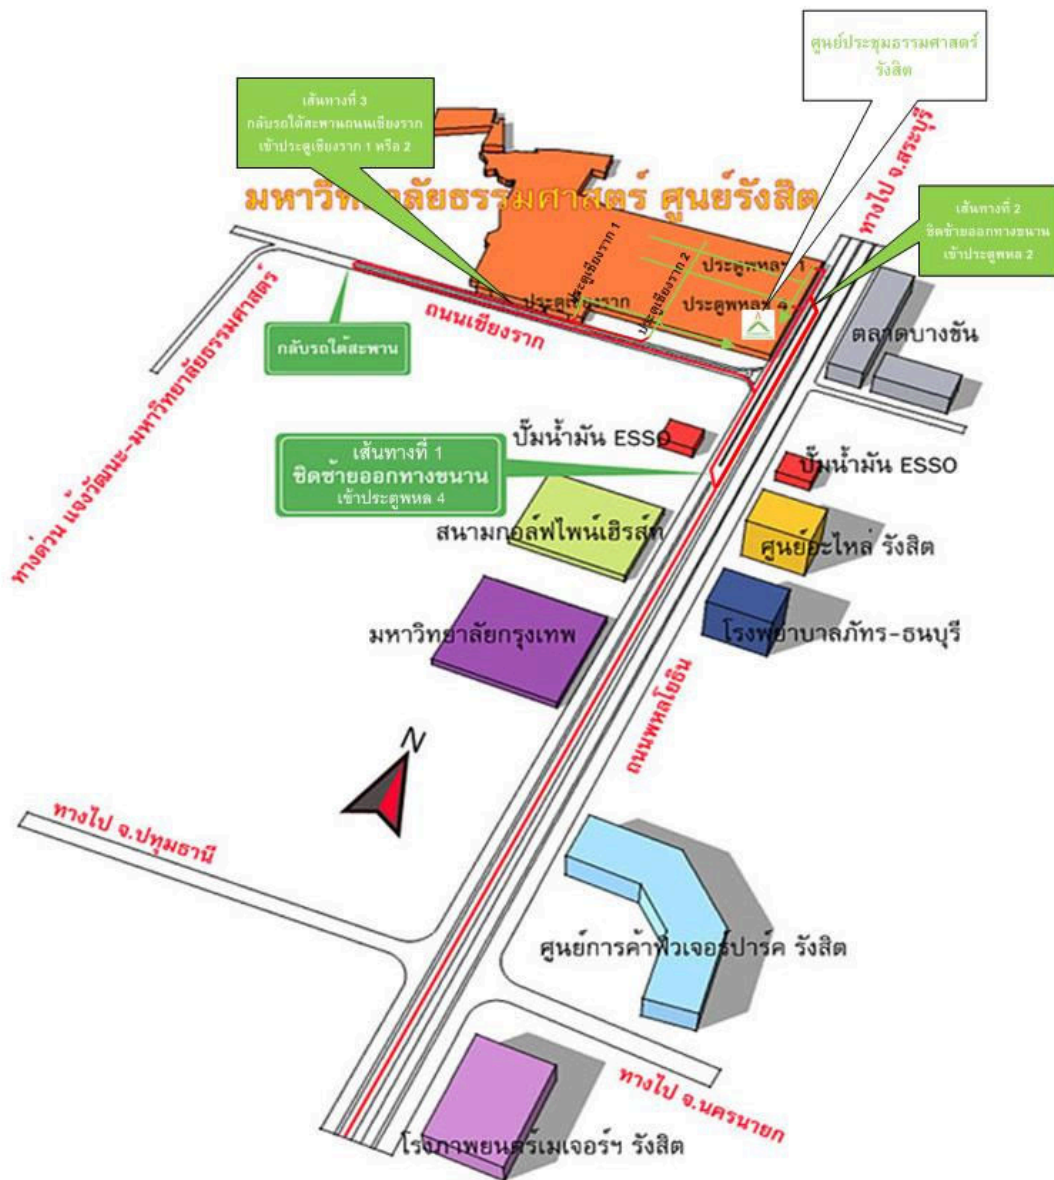 ศูนย์ประชุมธรรมศาสตร์
รังสิต
เส้นทางที่ 3
กลับรถใต้สะพานถนนเชียงราก
เข้าประตูเชียงราก 1 หรือ 2
ทางไป จ.สระบุรี
มหาวิทยาลัยธรรมศาสตร์ ศูนย์รังสิต
เส้นทางที่ 2
ชิดซ้ายออกทางขนาน
เข้าประตูพหล 2
ประตูเชียงราก 1
ประตูเชียงราก 2
ประตูพหลฯ 1
ประตูพหลฯ
ประตูเชียงราก
ถนนเชียงราก
กลับรถใต้สะพาน
ทางด่วน แจ้งวัฒนะ-มหาวิทยาลัยธรรมศาสตร์
ตลาดบางขัน
ปั๊มน้ำมัน ESSO
เส้นทางที่ 1
ชิดซ้ายออกทางขนาน
เข้าประตูพหล 4
ปั๊มน้ำมัน ESSO
สนามกอล์ฟไพน์เฮิรส์ท
ศูนย์อะไหล่ รังสิต
มหาวิทยาลัยกรุงเทพ
โรงพยาบาลภัทร-ธนบุรี
ถนนพหลโยธิน
N
ทางไป จ.ปทุมธานี
ศูนย์การค้าฟิวเจอร์ปาร์ค รังสิต
ทางไป จ.นครนายก
โรงภาพยนตร์เมเจอร์ฯ รังสิต